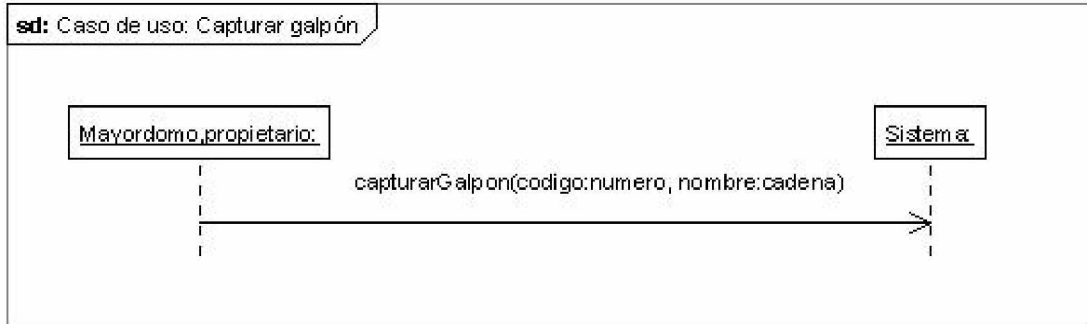 sd: Caso de uso: Capturar galpón
Mayordomo,propietario:
Sistema:
capturarGalpon(codigo:numero, nombre:cadena)